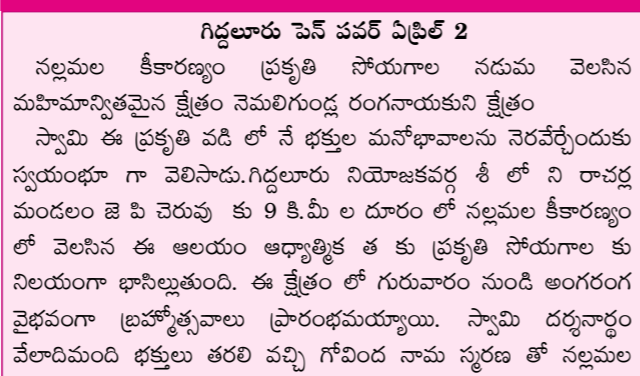 గిద్దలూరు పెన్ పవర్ ఏప్రిల్ 2
నల్లమల కీకారణ్యం ప్రకృతి సోయగాల నడుమ వెలసిన
మహిమాన్వితమైన క్షేత్రం నెమలిగుండ్ల రంగనాయకుని క్షేత్రం
స్వామి ఈ ప్రకృతి వడి లో నే భక్తుల మనోభావాలను నెరవేర్చేందుకు
స్వయంభూ గా వెలిసాడు.గిద్దలూరు నియోజకవర్గ శీ లో ని రాచర్ల
మండలం జె పి చెరువు కు 9 కి.మీ ల దూరం లో నల్లమల కీకారణ్యం
లో వెలసిన ఈ ఆలయం ఆధ్యాత్మిక త కు ప్రకృతి సోయగాల కు
నిలయంగా భాసిల్లుతుంది. ఈ క్షేత్రం లో గురువారం నుండి అంగరంగ
వైభవంగా బ్రహ్మోత్సవాలు ప్రారంభమయ్యాయి. స్వామి దర్శనార్థం
వేలాదిమంది భక్తులు తరలి వచ్చి గోవింద నామ స్మరణ తో నల్లమల